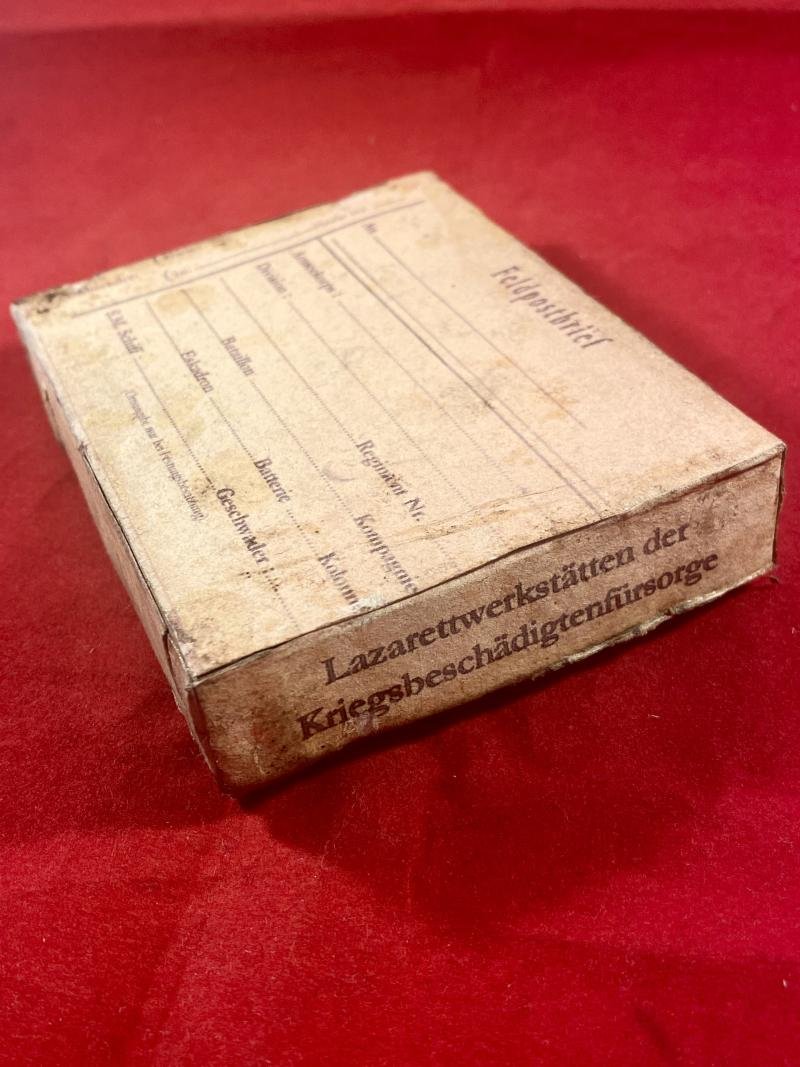 Feldpostbrief
An
Armeekorps :
Division :
Regiment Nr.
Bataillon
Kompagnie
Eskadron
Batterie
Kolonne
S.M. Schiff
Geschwader :
Lazarettwerkstätten der
Kriegsbeschädigtenfürsorge